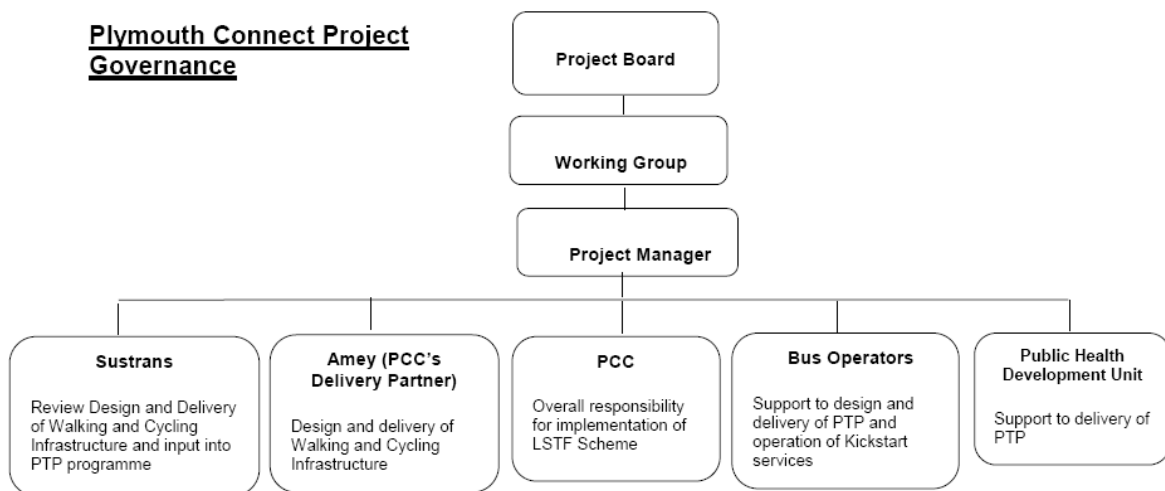 Plymouth Connect Project
Governance
Project Board
Working Group
Project Manager
Sustrans
Review Design and Delivery
of Walking and Cycling
Infrastructure and input into
PTP programme
Amey (PCC's
Delivery Partner)
Design and delivery of
Walking and Cycling
Infrastructure
PCC
Overall responsibility
for implementation of
LSTF Scheme
Bus Operators
Support to design and
delivery of PTP and
operation of Kickstart
services
Public Health
Development Unit
Support to delivery of
PTP